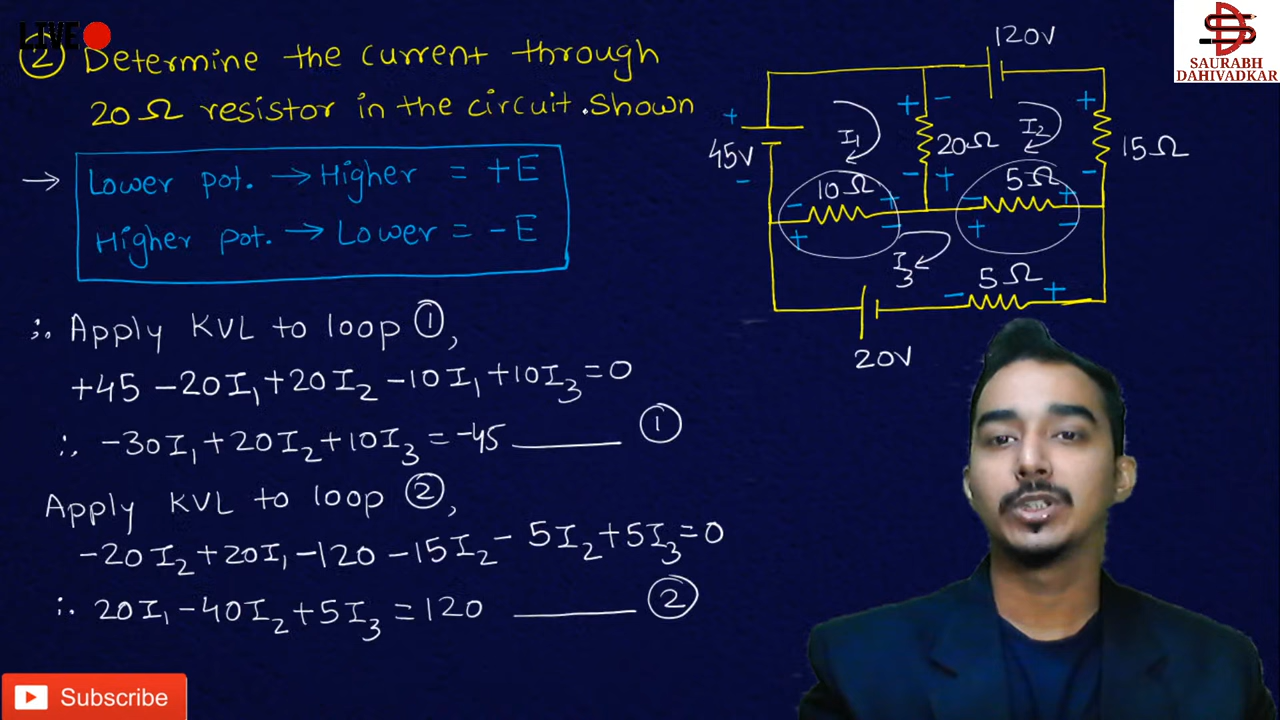 LIVE
② Determine the current through
20Ω resistor in the circuit shown
→ Lower pot. → Higher = +E
Higher pot. → Lower = -E
∴ Apply KVL to loop ①,
+45 -20I₁+20I₂ -10I₁+10I₃=0
∴ -30I₁+20I₂+10I₃=-45 ——— ①
Apply KVL to loop ②,
-20I₂+20I₁-120-15I₂-5I₂+5I₃=0
∴ 20I₁-40I₂+5I₃=120 ——— ②
Subscribe
120V
+ - +
+ I₁ I₂
45V 20Ω 15Ω
- - + -
10Ω 5Ω
- + - +
+ - + -
I₃
5Ω
- +
20V
SAURABH
DAHIVADKAR